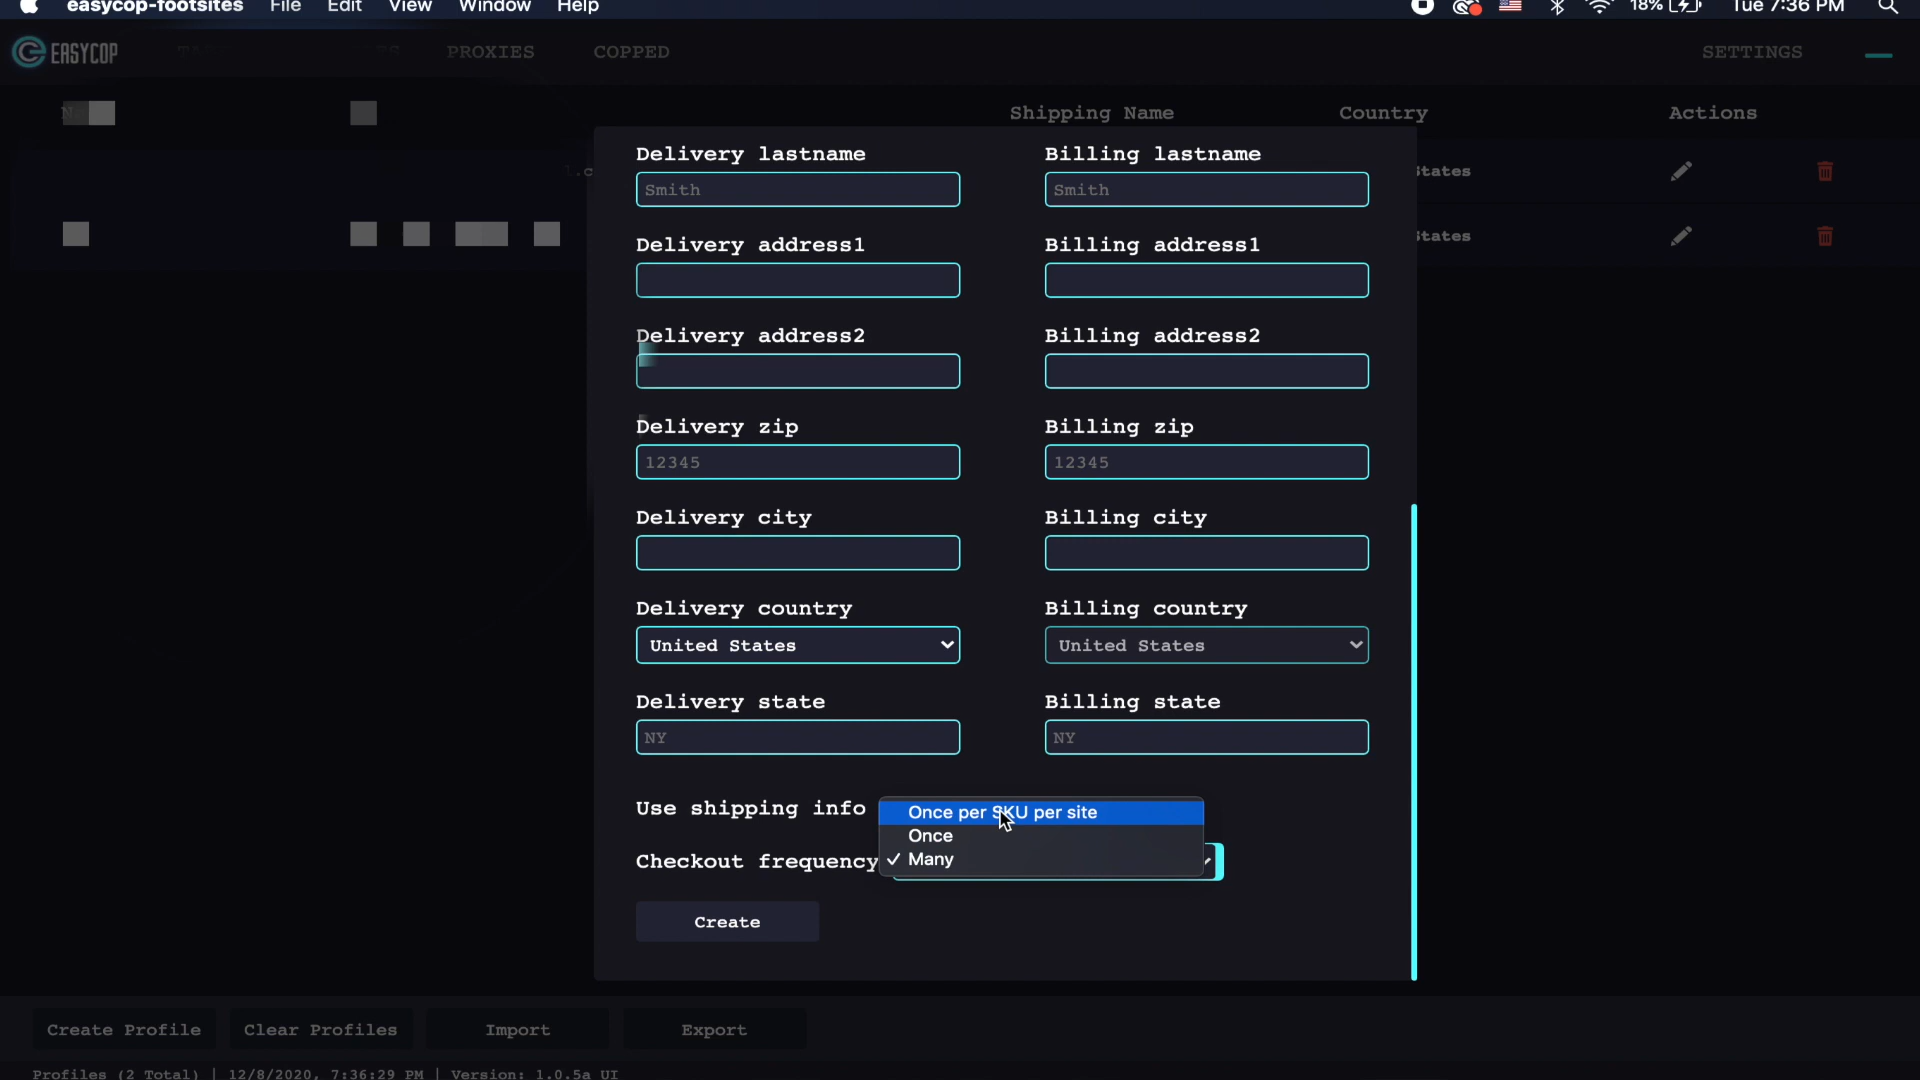 easycop-footsites File Edit View Window Help 18% Tue 7:36 PM
EASYCOP PROXIES COPPED SETTINGS
Shipping Name Country Actions
Delivery lastname Billing lastname
Smith Smith
States
Delivery address1 Billing address1
States
Delivery address2 Billing address2
Delivery zip Billing zip
12345 12345
Delivery city Billing city
Delivery country Billing country
United States United States
Delivery state Billing state
NY NY
Use shipping info
Once per SKU per site
Once
Checkout frequency
✓ Many
Create
Create Profile Clear Profiles Import Export
Profiles (2 Total) | 12/8/2020, 7:36:29 PM | Version: 1.0.5a UI